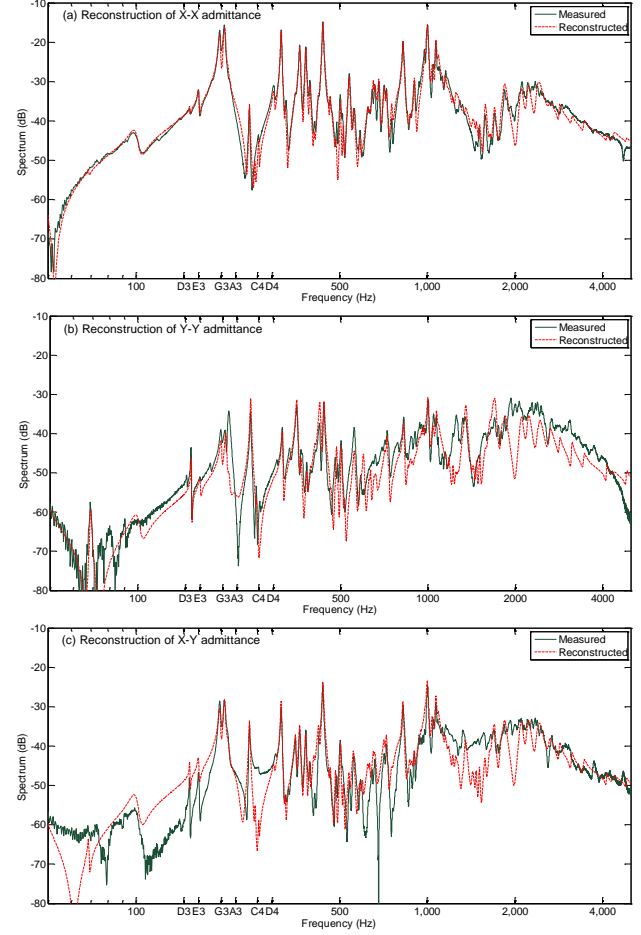 (a) Reconstruction of X-X admittance
Measured
Reconstructed
-10
-20
-30
-40
-50
-60
-70
-80
Spectrum (dB)
100 D3 E3 G3 A3 C4 D4 500 1,000 2,000 4,000
Frequency (Hz)
(b) Reconstruction of Y-Y admittance
Measured
Reconstructed
-10
-20
-30
-40
-50
-60
-70
-80
Spectrum (dB)
100 D3 E3 G3 A3 C4 D4 500 1000 2000 4000
Frequency (Hz)
(c) Reconstruction of X-Y admittance
Measured
Reconstructed
-10
-20
-30
-40
-50
-60
-70
-80
Spectrum (dB)
100 D3 E3 G3 A3 C4 D4 500 1,000 2,000 4,000
Frequency (Hz)